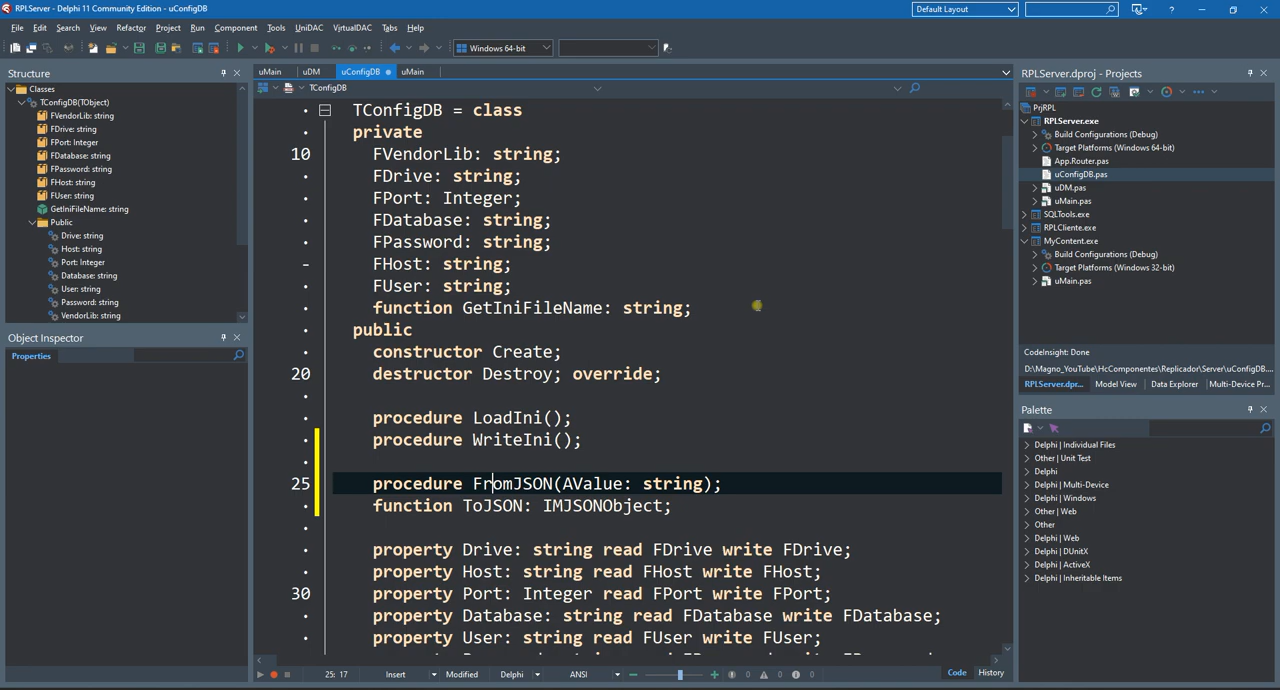 RPLServer - Delphi 11 Community Edition - uConfigDB
Default Layout
File Edit Search View Refactor Project Run Component Tools UniDAC VirtualDAC Tabs Help
Windows 64-bit
Structure
Classes
TConfigDB(TObject)
FVendorLib: string
FDrive: string
FPort: Integer
FDatabase: string
FPassword: string
FHost: string
FUser: string
GetIniFileName: string
Public
Drive: string
Host: string
Port: Integer
Database: string
User: string
Password: string
VendorLib: string
Object Inspector
Properties
uMain uDM uConfigDB uMain
TConfigDB
TConfigDB = class
private
10 FVendorLib: string;
FDrive: string;
FPort: Integer;
FDatabase: string;
FPassword: string;
FHost: string;
FUser: string;
function GetIniFileName: string;
public
constructor Create;
20 destructor Destroy; override;
procedure LoadIni();
procedure WriteIni();
25 procedure FromJSON(AValue: string);
function ToJSON: IMJSONObject;
property Drive: string read FDrive write FDrive;
property Host: string read FHost write FHost;
30 property Port: Integer read FPort write FPort;
property Database: string read FDatabase write FDatabase;
property User: string read FUser write FUser;
25: 17 Insert Modified Delphi ANSI 0 0 0 Code History
RPLServer.dproj - Projects
PrjRPL
RPLServer.exe
Build Configurations (Debug)
Target Platforms (Windows 64-bit)
App.Router.pas
uConfigDB.pas
uDM.pas
uMain.pas
SQLTools.exe
RPLCliente.exe
MyContent.exe
Build Configurations (Debug)
Target Platforms (Windows 32-bit)
uMain.pas
CodeInsight: Done
D:\Magno_YouTube\HcComponentes\Replicador\Server\uConfigDB....
RPLServer.dpr... Model View Data Explorer Multi-Device Pr...
Palette
Delphi | Individual Files
Other | Unit Test
Delphi
Delphi | Multi-Device
Delphi | Windows
Other | Web
Other
Delphi | Web
Delphi | DUnitX
Delphi | ActiveX
Delphi | Inheritable Items